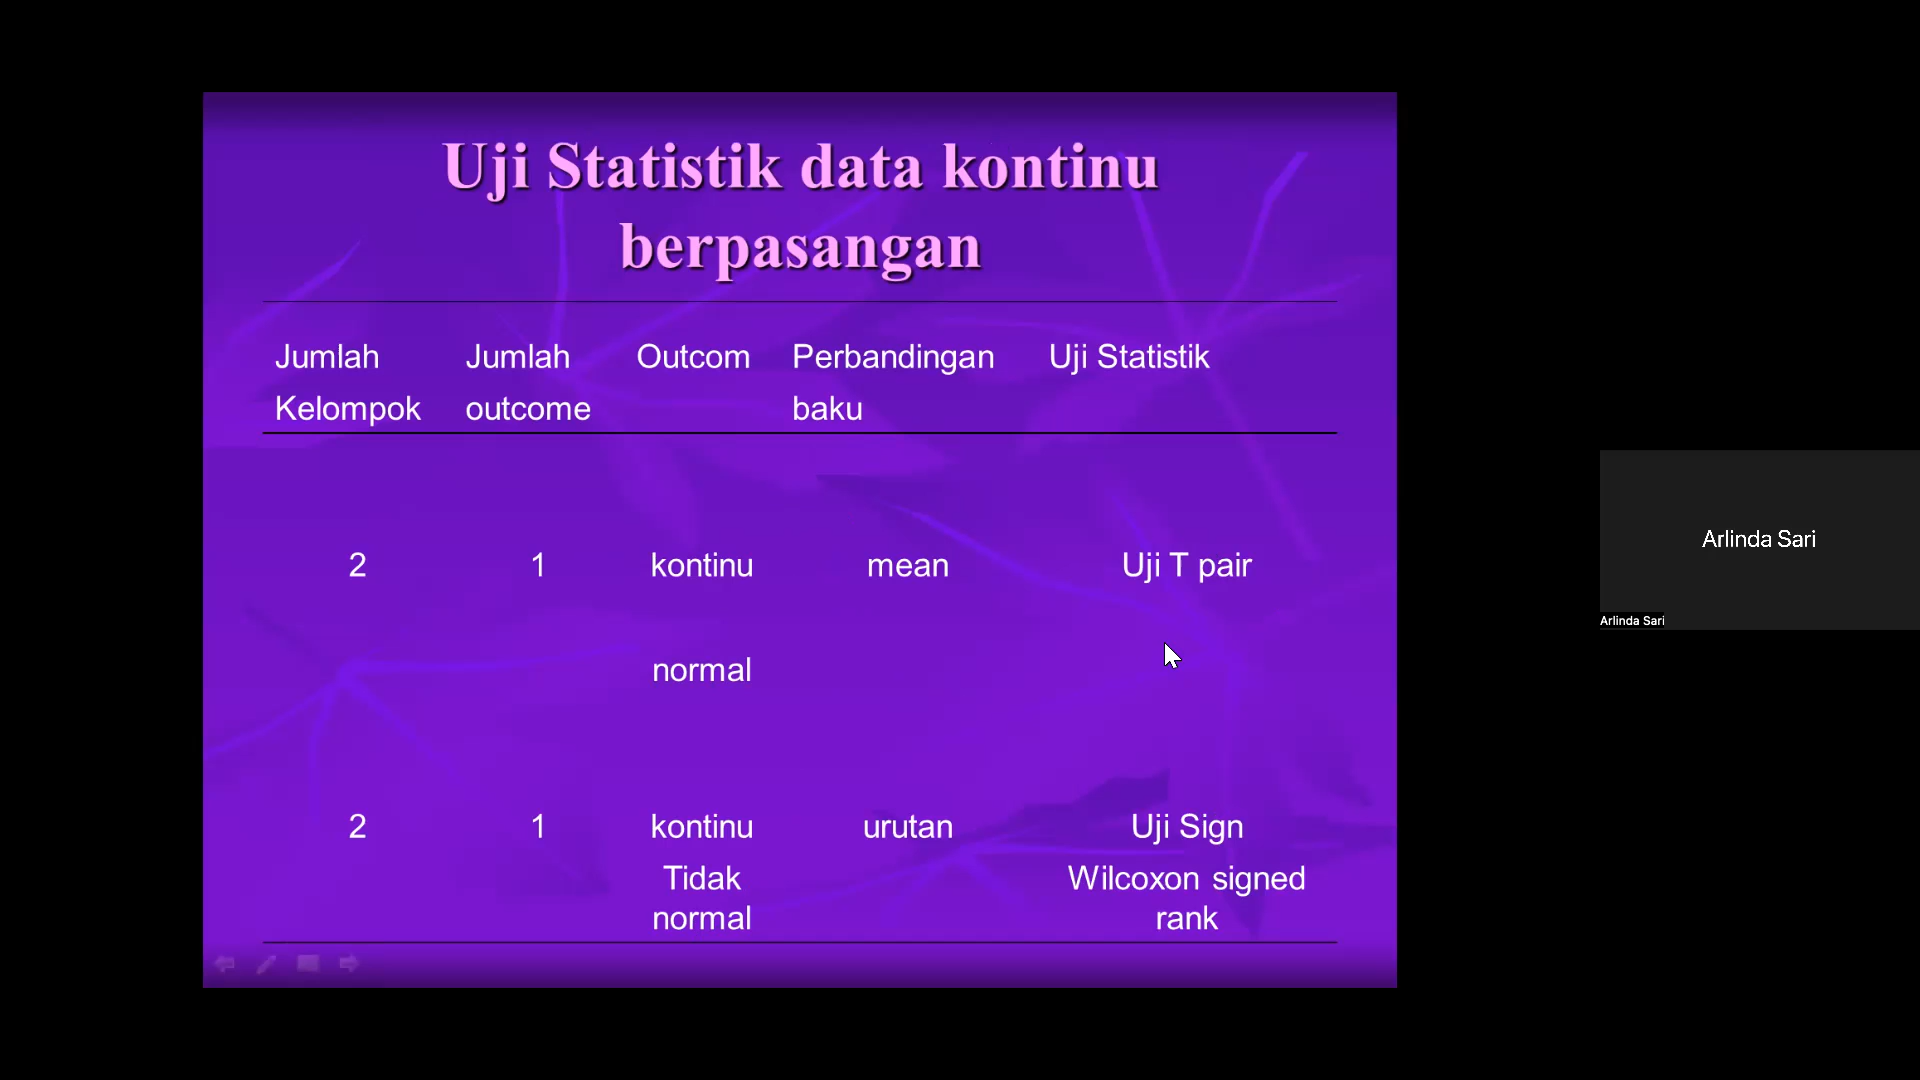 Uji Statistik data kontinu
berpasangan
Jumlah Kelompok
Jumlah outcome
Outcom
Perbandingan baku
Uji Statistik
2 1 kontinu mean Uji T pair
normal
2 1 kontinu urutan Uji Sign
Tidak normal
Wilcoxon signed rank
Arlinda Sari
Arlinda Sari